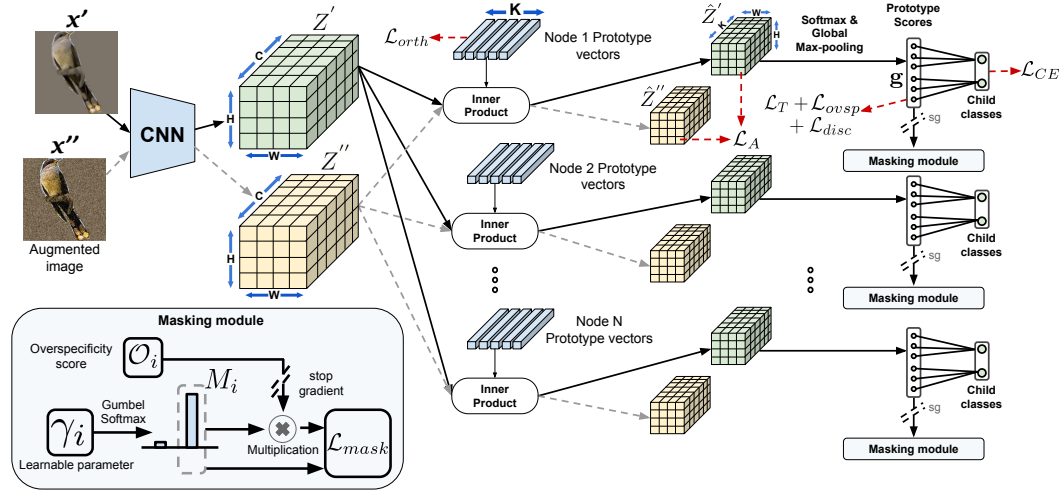 x'
x''
Augmented
image
CNN
Z'
C
H
W
Z''
C
H
W
K
L_orth
Node 1 Prototype
vectors
Inner
Product
Ẑ'
K
W
H
Ẑ''
L_A
Softmax &
Global
Max-pooling
Prototype
Scores
g
L_CE
L_T + L_ovsp
+ L_disc
Child
classes
sg
Masking module
Node 2 Prototype
vectors
Inner
Product
Child
classes
sg
Masking module
Node N
Prototype vectors
Inner
Product
Child
classes
sg
Masking module
Masking module
Overspecificity
score
O_i
M_i
stop
gradient
Gumbel
Softmax
γ_i
Learnable parameter
Multiplication
L_mask